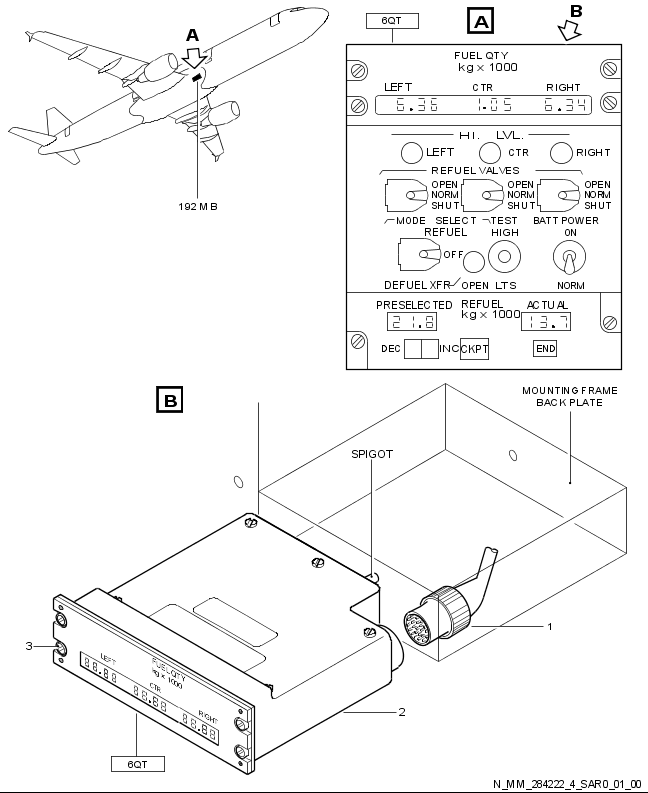 A
192 MB
6QT
A
B
FUEL QTY
kg x 1000
LEFT CTR RIGHT
6.36 1.05 6.34
HI. LVL.
LEFT CTR RIGHT
REFUEL VALVES
OPEN OPEN OPEN
NORM NORM NORM
SHUT SHUT SHUT
MODE SELECT TEST BATT POWER
REFUEL HIGH ON
OFF
DEFUEL XFR OPEN LTS NORM
PRESELECTED REFUEL ACTUAL
kg x 1000
21.8 13.7
DEC INC CKPT END
B
MOUNTING FRAME
BACK PLATE
SPIGOT
1
3
LEFT FUEL QTY
kg x 1000
CTR
RIGHT
88.88 88.88 88.88
2
6QT
N_MM_284222_4_SAR0_01_00